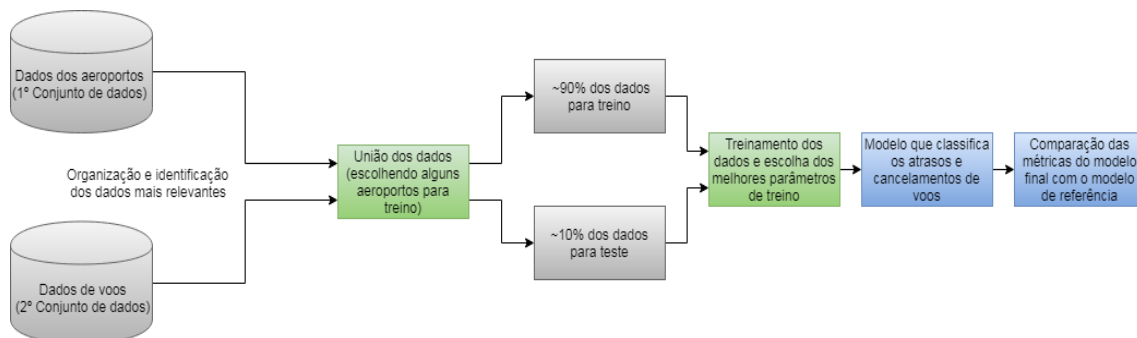 Dados dos aeroportos
(1º Conjunto de dados)
Organização e identificação
dos dados mais relevantes
Dados de voos
(2º Conjunto de dados)
União dos dados
(escolhendo alguns
aeroportos para
treino)
~90% dos dados
para treino
~10% dos dados
para teste
Treinamento dos
dados e escolha dos
melhores parâmetros
de treino
Modelo que classifica
os atrasos e
cancelamentos de
voos
Comparação das
métricas do modelo
final com o modelo
de referência